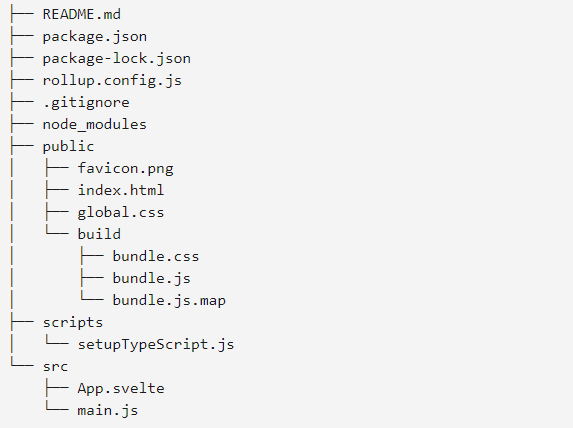 ├── README.md
├── package.json
├── package-lock.json
├── rollup.config.js
├── .gitignore
├── node_modules
├── public
│   ├── favicon.png
│   ├── index.html
│   ├── global.css
│   └── build
│       ├── bundle.css
│       ├── bundle.js
│       └── bundle.js.map
├── scripts
│   └── setupTypeScript.js
└── src
    ├── App.svelte
    └── main.js